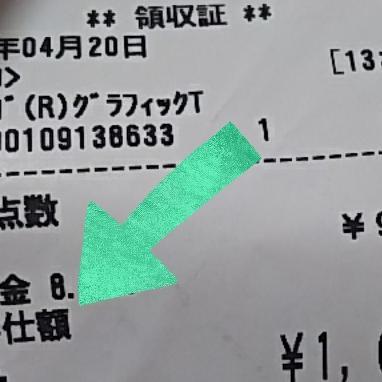 ** 領収証 **
年04月20日
[13:
>
(R)グラフィックT
00109138633 1
点数
¥9
金 8.
仕額
¥1,